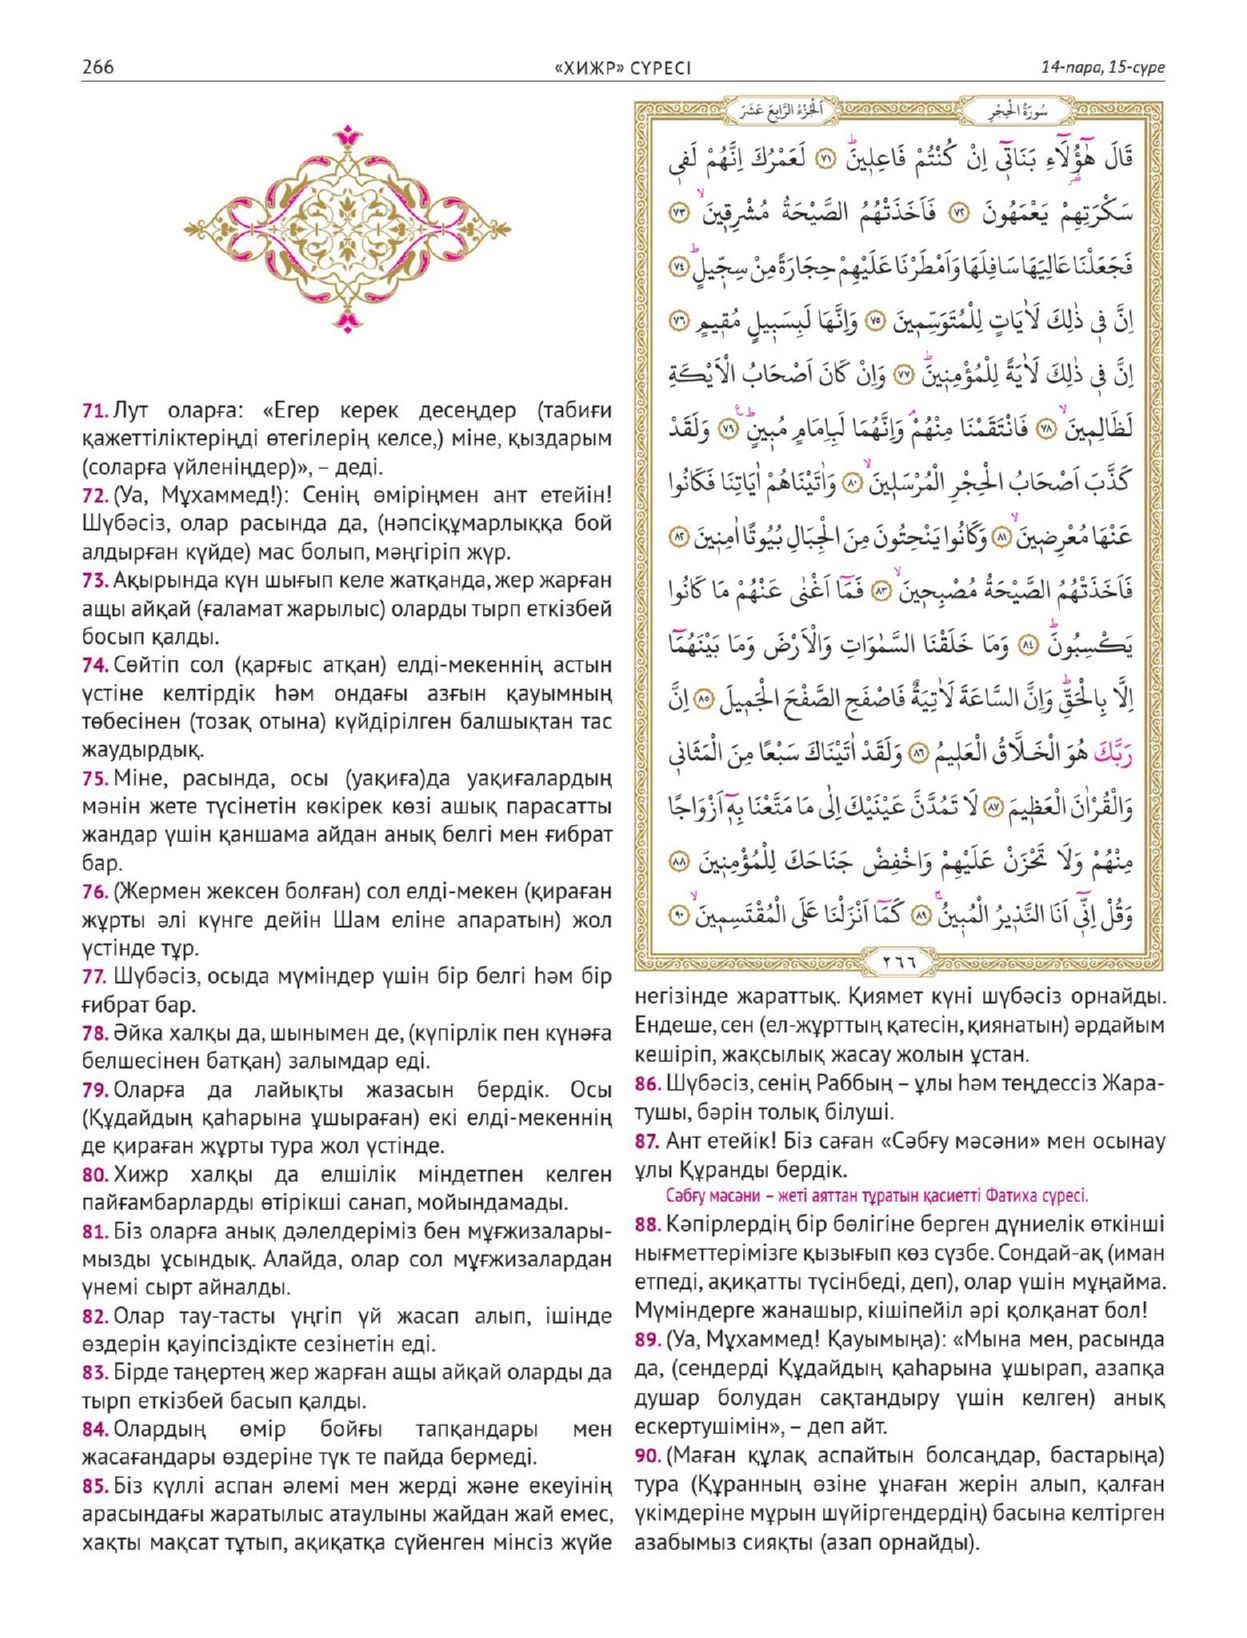 266
«ХИЖР» СҮРЕСІ
14-пара, 15-сүре
71. Лут оларға: «Егер керек десеңдер (табиғи
қажеттіліктеріңді өтегілерің келсе,) міне, қыздарым
(соларға үйленіңдер)», – деді.
72. (Уа, Мұхаммед!): Сенің өміріңмен ант етейін!
Шүбәсіз, олар расында да, (нәпсіқұмарлыққа бой
алдырған күйде) мас болып, мәңгіріп жүр.
73. Ақырында күн шығып келе жатқанда, жер жарған
ащы айқай (ғаламат жарылыс) оларды тырп еткізбей
босып қалды.
74. Сөйтіп сол (қарғыс атқан) елді-мекеннің астын
үстіне келтірдік һәм ондағы азғын қауымның
төбесінен (тозақ отына) күйдірілген балшықтан тас
жаудырдық.
75. Міне, расында, осы (уақиға)да уақиғалардың
мәнін жете түсінетін көкірек көзі ашық парасатты
жандар үшін қаншама айдан анық белгі мен ғибрат
бар.
76. (Жермен жексен болған) сол елді-мекен (қираған
жұрты әлі күнге дейін Шам еліне апаратын) жол
үстінде тұр.
77. Шүбәсіз, осыда мүміндер үшін бір белгі һәм бір
ғибрат бар.
78. Әйка халқы да, шынымен де, (күпірлік пен күнәға
белшесінен батқан) залымдар еді.
79. Оларға да лайықты жазасын бердік. Осы
(Құдайдың қаһарына ұшыраған) екі елді-мекеннің
де қираған жұрты тура жол үстінде.
80. Хижр халқы да елшілік міндетпен келген
пайғамбарларды өтірікші санап, мойындамады.
81. Біз оларға анық дәлелдеріміз бен мұғжизалары-
мызды ұсындық. Алайда, олар сол мұғжизалардан
үнемі сырт айналды.
82. Олар тау-тасты үңгіп үй жасап алып, ішінде
өздерін қауіпсіздікте сезінетін еді.
83. Бірде таңертең жер жарған ащы айқай оларды да
тырп еткізбей басып қалды.
84. Олардың өмір бойғы тапқандары мен
жасағандары өздеріне түк те пайда бермеді.
85. Біз күллі аспан әлемі мен жерді және екеуінің
арасындағы жаратылыс атаулыны жайдан жай емес,
хақты мақсат тұтып, ақиқатқа сүйенген мінсіз жүйе
سُورَةُ الْحِجْرِ
اَلْجُزْءُ الرَّابِعَ عَشَرَ
قَالَ هٰٓؤُ۬لَٓاءِ بَنَات۪ٓي اِنْ كُنْتُمْ فَاعِل۪ينَۜ ﴿٧١﴾ لَعَمْرُكَ اِنَّهُمْ لَف۪ي
سَكْرَتِهِمْ يَعْمَهُونَ ﴿٧٢﴾ فَاَخَذَتْهُمُ الصَّيْحَةُ مُشْرِق۪ينَۙ ﴿٧٣﴾
فَجَعَلْنَا عَالِيَهَا سَافِلَهَا وَاَمْطَرْنَا عَلَيْهِمْ حِجَارَةً مِنْ سِجّ۪يلٍۜ ﴿٧٤﴾
اِنَّ ف۪ي ذٰلِكَ لَاٰيَاتٍ لِلْمُتَوَسِّم۪ينَ ﴿٧٥﴾ وَاِنَّهَا لَبِسَب۪يلٍ مُق۪يمٍ ﴿٧٦﴾
اِنَّ ف۪ي ذٰلِكَ لَاٰيَةً لِلْمُؤْمِن۪ينَۜ ﴿٧٧﴾ وَاِنْ كَانَ اَصْحَابُ الْاَيْكَةِ
لَظَالِم۪ينَۙ ﴿٧٨﴾ فَانْتَقَمْنَا مِنْهُمْۢ وَاِنَّهُمَا لَبِاِمَامٍ مُب۪ينٍۜ ﴿٧٩﴾ وَلَقَدْ
كَذَّبَ اَصْحَابُ الْحِجْرِ الْمُرْسَل۪ينَۙ ﴿٨٠﴾ وَاٰتَيْنَاهُمْ اٰيَاتِنَا فَكَانُوا
عَنْهَا مُعْرِض۪ينَۙ ﴿٨١﴾ وَكَانُوا يَنْحِتُونَ مِنَ الْجِبَالِ بُيُوتًا اٰمِن۪ينَ ﴿٨٢﴾
فَاَخَذَتْهُمُ الصَّيْحَةُ مُصْبِح۪ينَۙ ﴿٨٣﴾ فَمَٓا اَغْنٰى عَنْهُمْ مَا كَانُوا
يَكْسِبُونَۜ ﴿٨٤﴾ وَمَا خَلَقْنَا السَّمٰوَاتِ وَالْاَرْضَ وَمَا بَيْنَهُمَٓا
اِلَّا بِالْحَقِّۜ وَاِنَّ السَّاعَةَ لَاٰتِيَةٌ فَاصْفَحِ الصَّفْحَ الْجَم۪يلَ ﴿٨٥﴾ اِنَّ
رَبَّكَ هُوَ الْخَلَّاقُ الْعَل۪يمُ ﴿٨٦﴾ وَلَقَدْ اٰتَيْنَاكَ سَبْعًا مِنَ الْمَثَان۪ي
وَالْقُرْاٰنَ الْعَظ۪يمَ ﴿٨٧﴾ لَا تَمُدَّنَّ عَيْنَيْكَ اِلٰى مَا مَتَّعْنَا بِه۪ٓ اَزْوَاجًا
مِنْهُمْ وَلَا تَحْزَنْ عَلَيْهِمْ وَاخْفِضْ جَنَاحَكَ لِلْمُؤْمِن۪ينَ ﴿٨٨﴾
وَقُلْ اِنّ۪ٓي اَنَا النَّذ۪يرُ الْمُب۪ينُۚ ﴿٨٩﴾ كَمَٓا اَنْزَلْنَا عَلَى الْمُقْتَسِم۪ينَۙ ﴿٩٠﴾
٢٦٦
негізінде жараттық. Қиямет күні шүбәсіз орнайды.
Ендеше, сен (ел-жұрттың қатесін, қиянатын) әрдайым
кешіріп, жақсылық жасау жолын ұстан.
86. Шүбәсіз, сенің Раббың – ұлы һәм теңдессіз Жара-
тушы, бәрін толық білуші.
87. Ант етейік! Біз саған «Сәбғу мәсәни» мен осынау
ұлы Құранды бердік.
Сәбғу мәсәни – жеті аяттан тұратын қасиетті Фатиха сүресі.
88. Кәпірлердің бір бөлігіне берген дүниелік өткінші
нығметтерімізге қызығып көз сүзбе. Сондай-ақ (иман
етпеді, ақиқатты түсінбеді, деп), олар үшін мұңайма.
Мүміндерге жанашыр, кішіпейіл әрі қолқанат бол!
89. (Уа, Мұхаммед! Қауымыңа): «Мына мен, расында
да, (сендерді Құдайдың қаһарына ұшырап, азапқа
душар болудан сақтандыру үшін келген) анық
ескертушімін», – деп айт.
90. (Маған құлақ аспайтын болсаңдар, бастарыңа)
тура (Құранның өзіне ұнаған жерін алып, қалған
үкімдеріне мұрын шүйіргендердің) басына келтірген
азабымыз сияқты (азап орнайды).